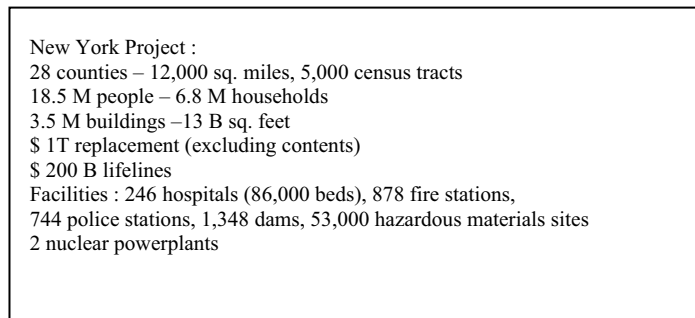 New York Project :
28 counties – 12,000 sq. miles, 5,000 census tracts
18.5 M people – 6.8 M households
3.5 M buildings –13 B sq. feet
$ 1T replacement (excluding contents)
$ 200 B lifelines
Facilities : 246 hospitals (86,000 beds), 878 fire stations,
744 police stations, 1,348 dams, 53,000 hazardous materials sites
2 nuclear powerplants